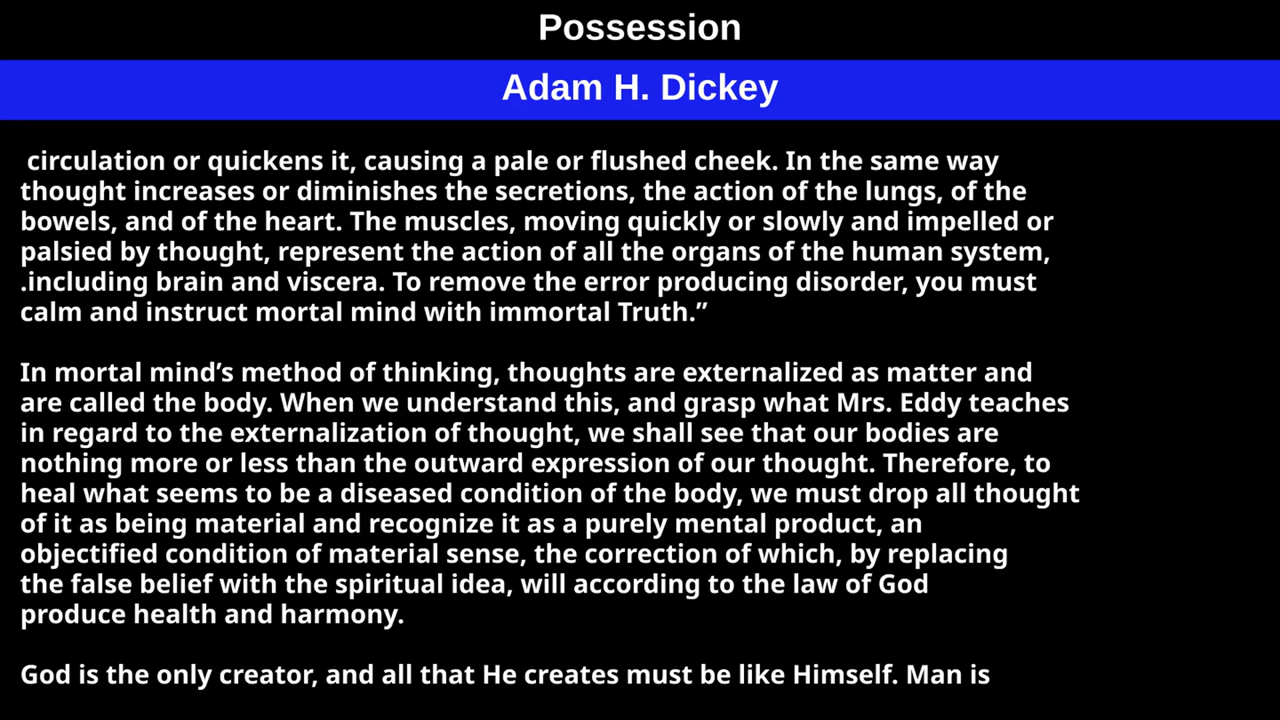 Possession
Adam H. Dickey
circulation or quickens it, causing a pale or flushed cheek. In the same way
thought increases or diminishes the secretions, the action of the lungs, of the
bowels, and of the heart. The muscles, moving quickly or slowly and impelled or
palsied by thought, represent the action of all the organs of the human system,
.including brain and viscera. To remove the error producing disorder, you must
calm and instruct mortal mind with immortal Truth.”
In mortal mind’s method of thinking, thoughts are externalized as matter and
are called the body. When we understand this, and grasp what Mrs. Eddy teaches
in regard to the externalization of thought, we shall see that our bodies are
nothing more or less than the outward expression of our thought. Therefore, to
heal what seems to be a diseased condition of the body, we must drop all thought
of it as being material and recognize it as a purely mental product, an
objectified condition of material sense, the correction of which, by replacing
the false belief with the spiritual idea, will according to the law of God
produce health and harmony.
God is the only creator, and all that He creates must be like Himself. Man is